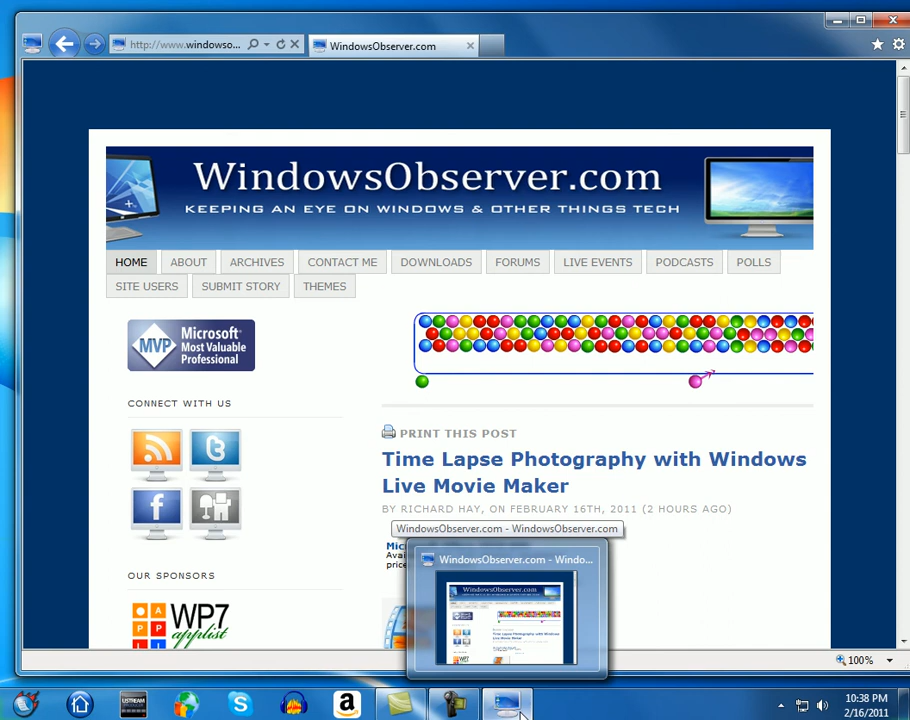 http://www.windowso...
WindowsObserver.com
WindowsObserver.com
KEEPING AN EYE ON WINDOWS & OTHER THINGS TECH
HOME ABOUT ARCHIVES CONTACT ME DOWNLOADS FORUMS LIVE EVENTS PODCASTS POLLS
SITE USERS SUBMIT STORY THEMES
MVP
Microsoft®
Most Valuable
Professional
CONNECT WITH US
PRINT THIS POST
Time Lapse Photography with Windows
Live Movie Maker
BY RICHARD HAY, ON FEBRUARY 16TH, 2011 (2 HOURS AGO)
WindowsObserver.com - WindowsObserver.com
WindowsObserver.com - Windo...
OUR SPONSORS
WP7
applist
100%
10:38 PM
2/16/2011